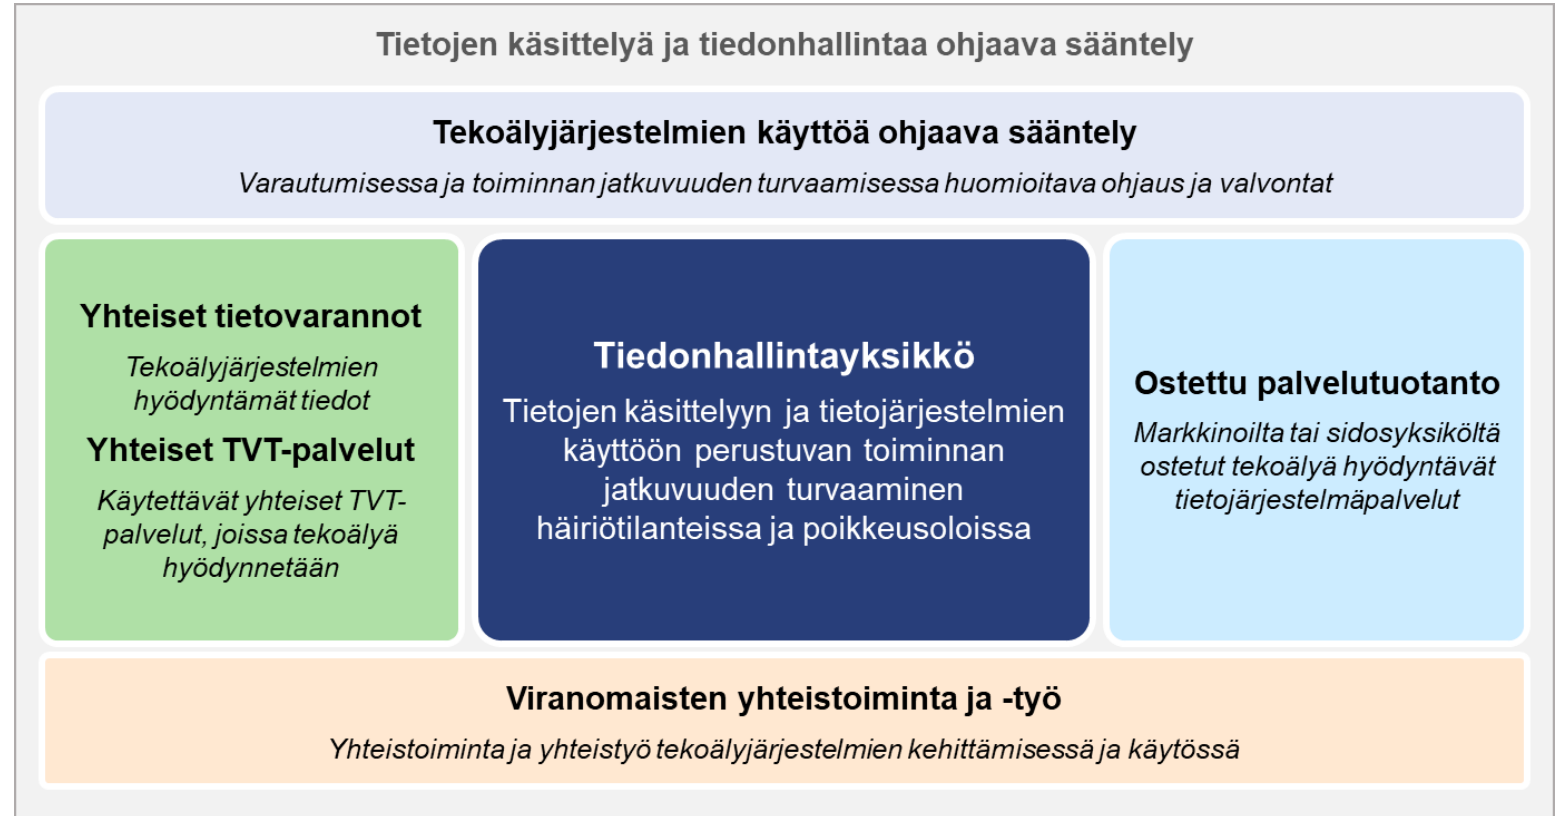 Tietojen käsittelyä ja tiedonhallintaa ohjaava sääntely
Tekoälyjärjestelmien käyttöä ohjaava sääntely
Varautumisessa ja toiminnan jatkuvuuden turvaamisessa huomioitava ohjaus ja valvontat
Yhteiset tietovarannot
Tekoälyjärjestelmien
hyödyntämät tiedot
Yhteiset TVT-palvelut
Käytettävät yhteiset TVT-
palvelut, joissa tekoälyä
hyödynnetään
Tiedonhallintayksikkö
Tietojen käsittelyyn ja tietojärjestelmien
käyttöön perustuvan toiminnan
jatkuvuuden turvaaminen
häiriötilanteissa ja poikkeusoloissa
Ostettu palvelutuotanto
Markkinoilta tai sidosyksiköltä
ostetut tekoälyä hyödyntävät
tietojärjestelmäpalvelut
Viranomaisten yhteistoiminta ja -työ
Yhteistoiminta ja yhteistyö tekoälyjärjestelmien kehittämisessä ja käytössä